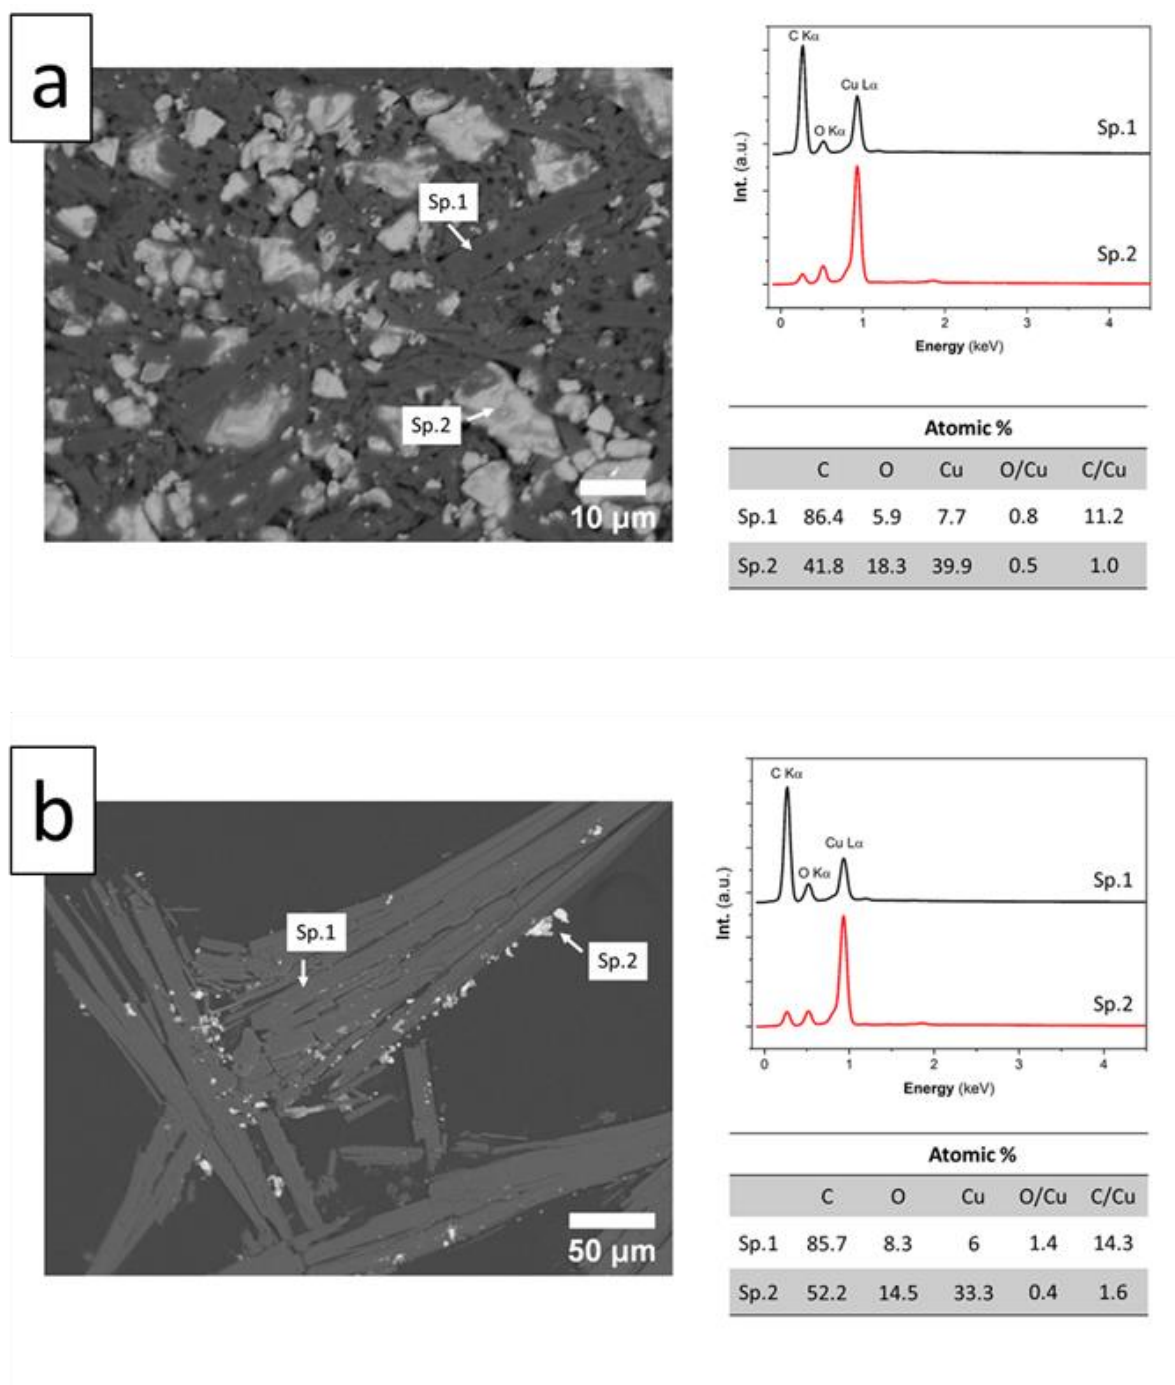 a
Sp.1
Sp.2
10 µm
C Kα
O Kα
Cu Lα
Sp.1
Sp.2
Int. (a.u.)
0 1 2 3 4
Energy (keV)
Atomic %
C O Cu O/Cu C/Cu
Sp.1 86.4 5.9 7.7 0.8 11.2
Sp.2 41.8 18.3 39.9 0.5 1.0
b
Sp.1
Sp.2
50 µm
C Kα
O Kα
Cu Lα
Sp.1
Sp.2
Int. (a.u.)
0 1 2 3 4
Energy (keV)
Atomic %
C O Cu O/Cu C/Cu
Sp.1 85.7 8.3 6 1.4 14.3
Sp.2 52.2 14.5 33.3 0.4 1.6